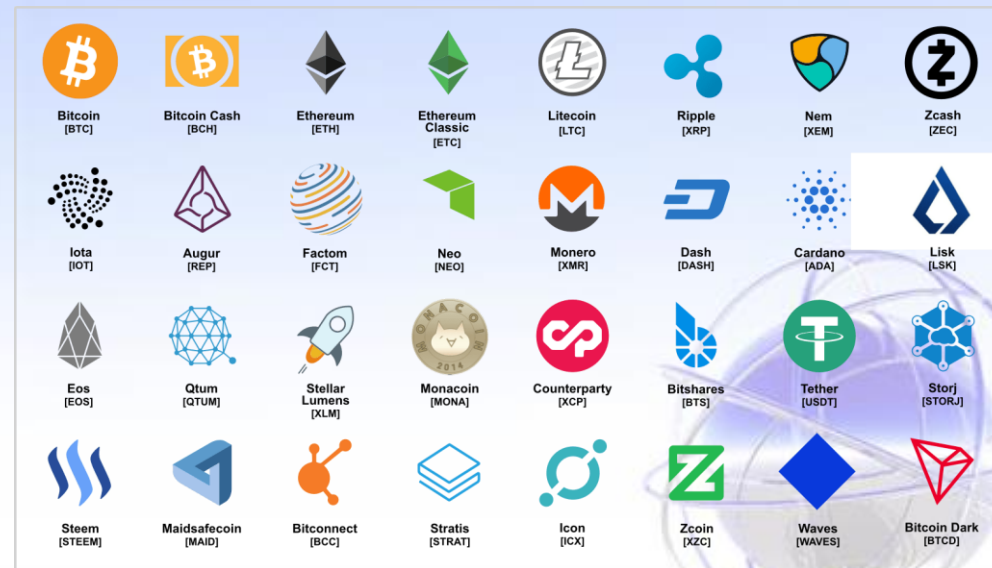 Bitcoin
[BTC]
Bitcoin Cash
[BCH]
Ethereum
[ETH]
Ethereum
Classic
[ETC]
Litecoin
[LTC]
Ripple
[XRP]
Nem
[XEM]
Zcash
[ZEC]
Iota
[IOT]
Augur
[REP]
Factom
[FCT]
Neo
[NEO]
Monero
[XMR]
Dash
[DASH]
Cardano
[ADA]
Lisk
[LSK]
MONACOIN
2014
Eos
[EOS]
Qtum
[QTUM]
Stellar
Lumens
[XLM]
Monacoin
[MONA]
Counterparty
[XCP]
Bitshares
[BTS]
Tether
[USDT]
Storj
[STORJ]
Steem
[STEEM]
Maidsafecoin
[MAID]
Bitconnect
[BCC]
Stratis
[STRAT]
Icon
[ICX]
Zcoin
[XZC]
Waves
[WAVES]
Bitcoin Dark
[BTCD]